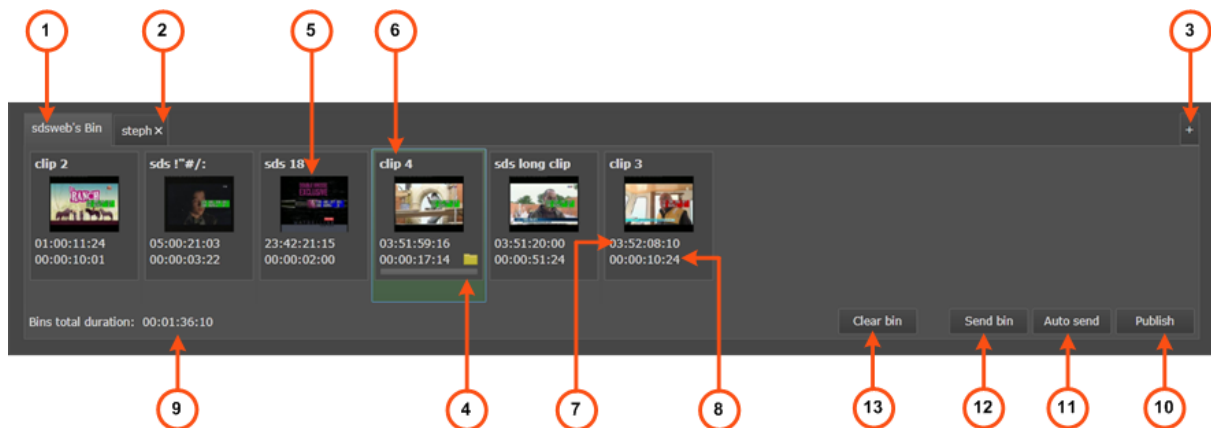 1 2 5 6 3
sdsweb's Bin steph × +
clip 2 sds !"#/: sds 18 clip 4 sds long clip clip 3
RANCH
EXCLUSIVE
01:00:11:24 05:00:21:03 23:42:21:15 03:51:59:16 03:51:20:00 03:52:08:10
00:00:10:01 00:00:03:22 00:00:02:00 00:00:17:14 00:00:51:24 00:00:10:24
Bins total duration: 00:01:36:10 Clear bin Send bin Auto send Publish
9 4 7 8 13 12 11 10